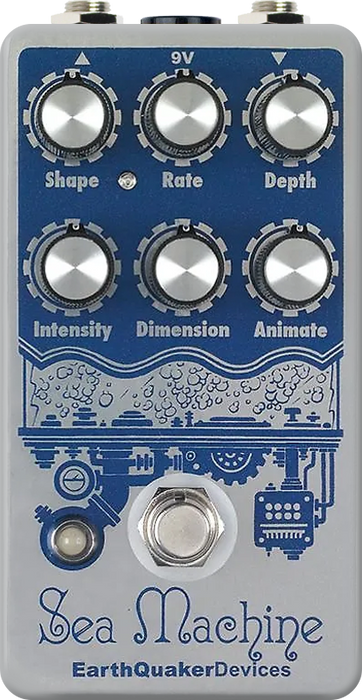 9V
Shape Rate Depth
Intensity Dimension Animate
Sea Machine
EarthQuakerDevices